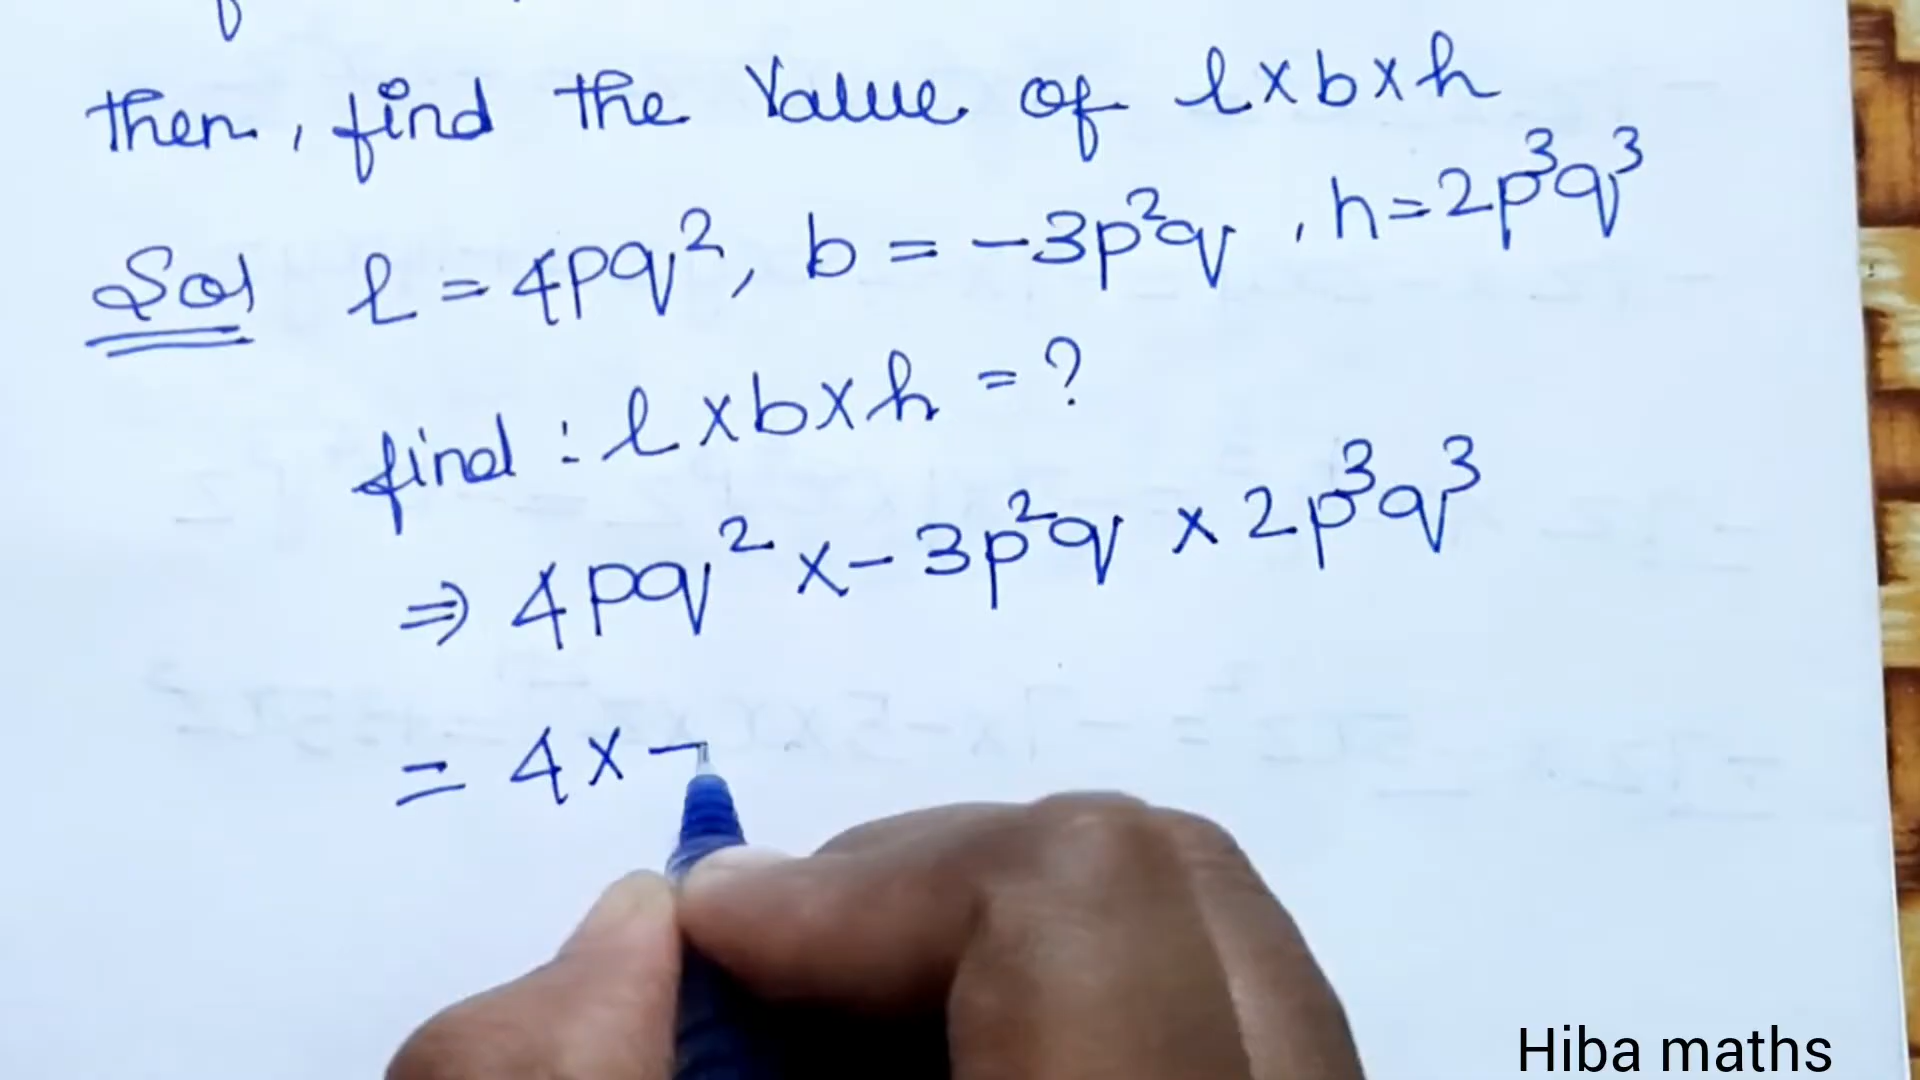 then, find the Value of l×b×h
Sol l = 4pq², b = -3p²q, h=2p³q³
find : l×b×h = ?
⇒ 4pq² × -3p²q × 2p³q³
= 4× -
Hiba maths